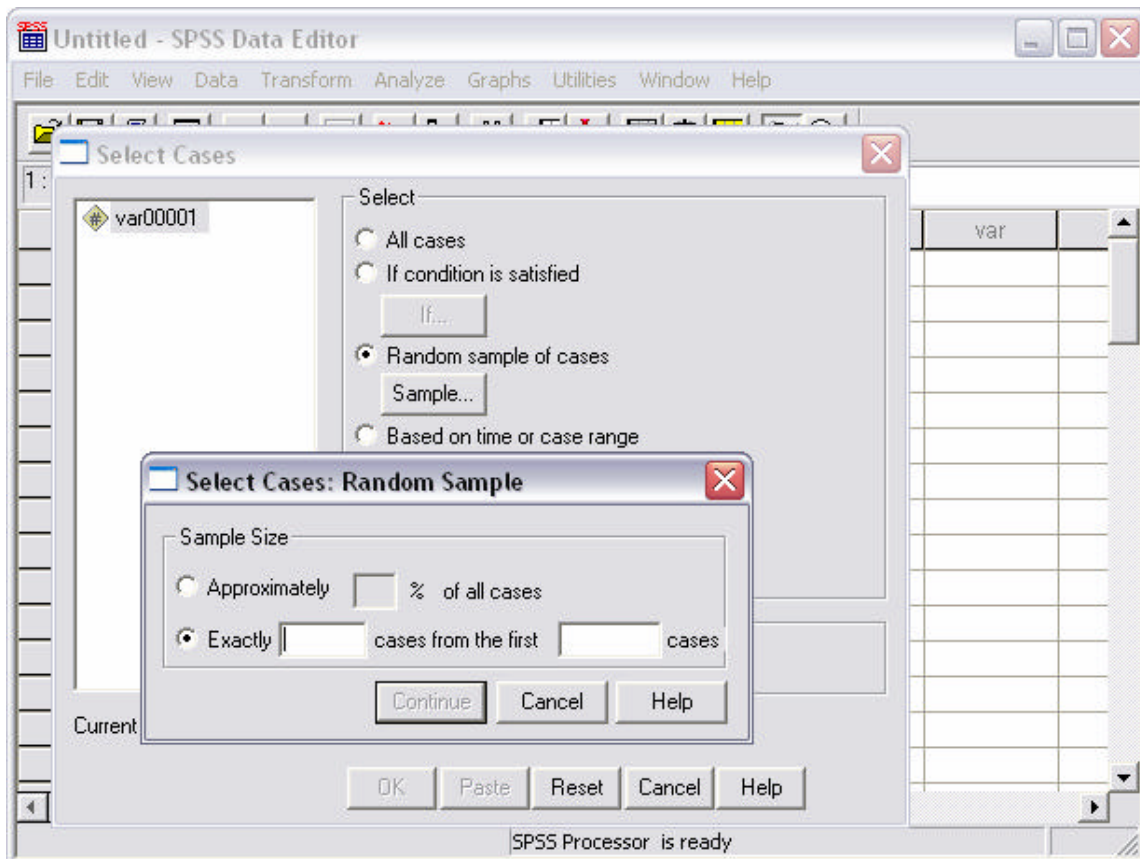 SPSS
Untitled - SPSS Data Editor
File Edit View Data Transform Analyze Graphs Utilities Window Help
Select Cases
1 :
var00001
Select
All cases
If condition is satisfied
If...
Random sample of cases
Sample...
Based on time or case range
var
Select Cases: Random Sample
Sample Size
Approximately % of all cases
Exactly cases from the first cases
Continue Cancel Help
Current
OK Paste Reset Cancel Help
SPSS Processor is ready